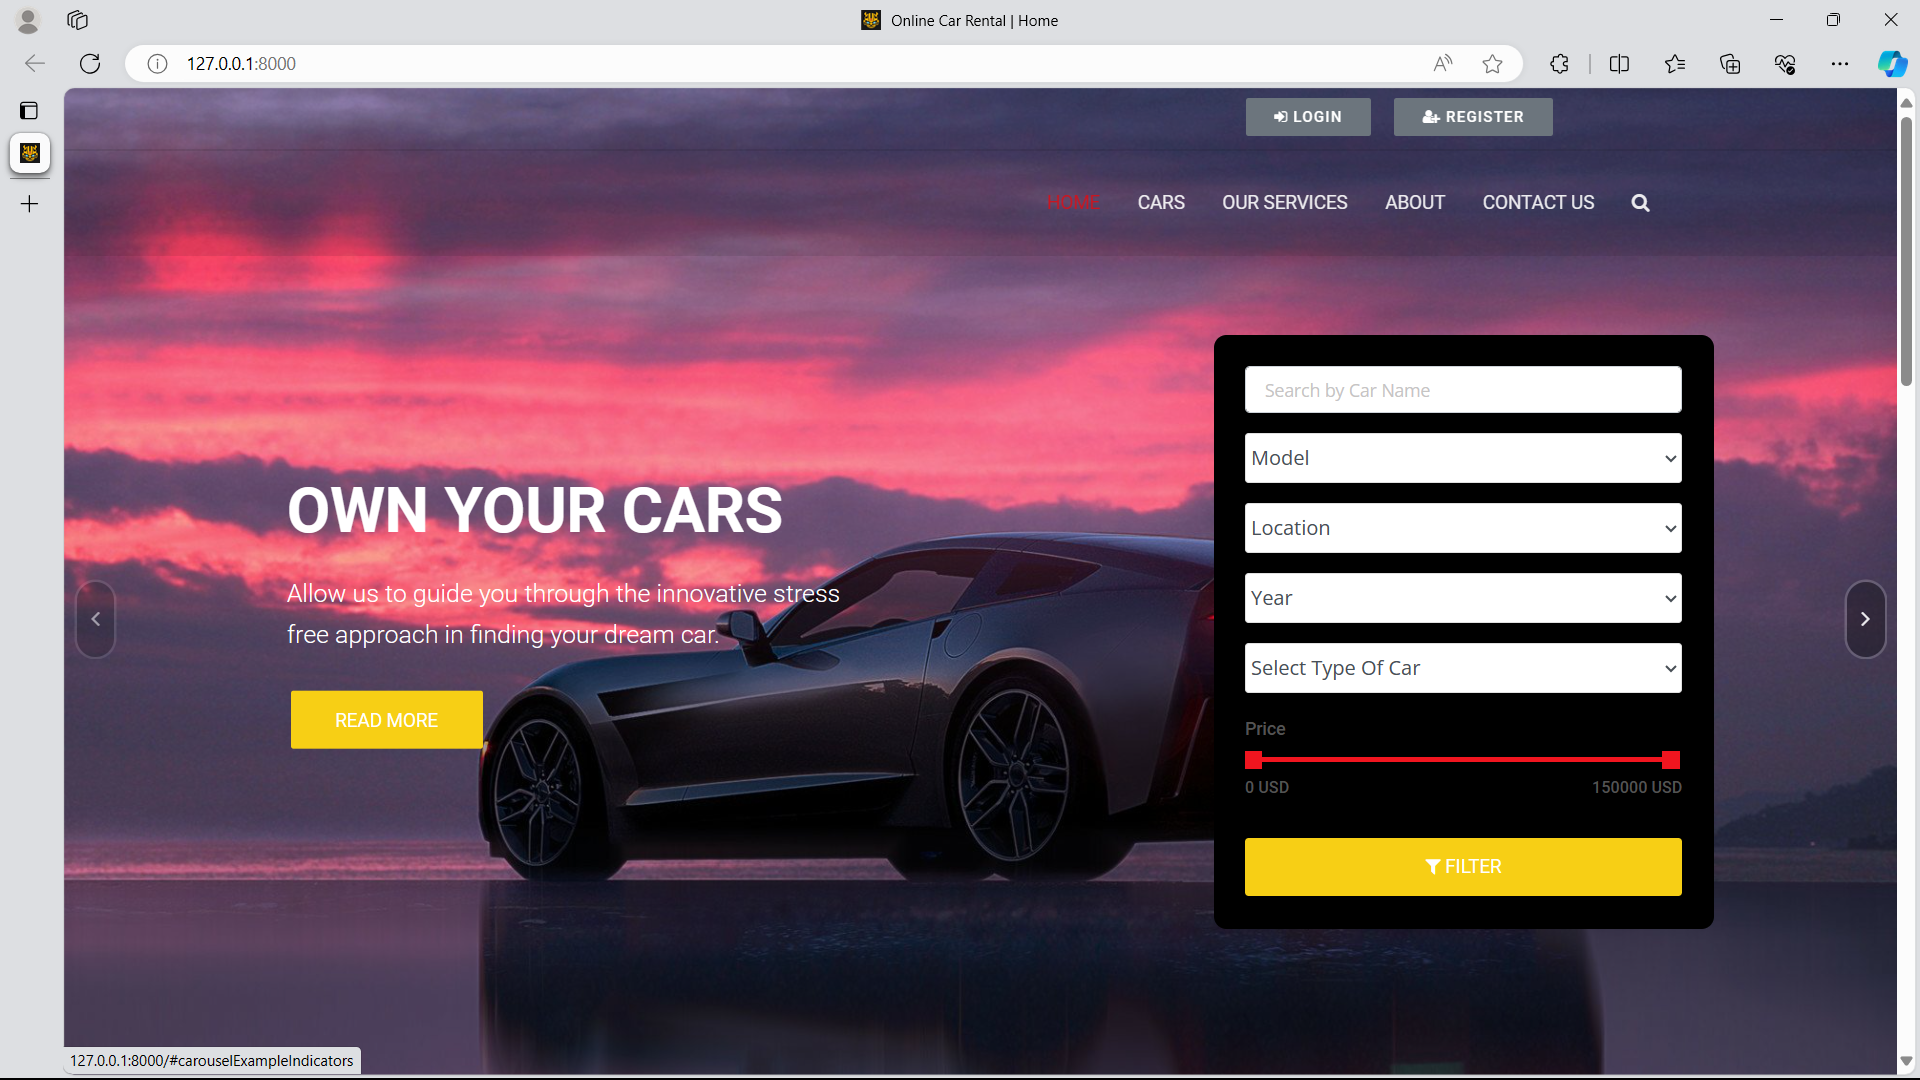 Online Car Rental | Home
127.0.0.1:8000
LOGIN
REGISTER
HOME
CARS
OUR SERVICES
ABOUT
CONTACT US
Search by Car Name
Model
Location
OWN YOUR CARS
Allow us to guide you through the innovative stress
free approach in finding your dream car.
READ MORE
Year
Select Type Of Car
Price
0 USD
150000 USD
FILTER
127.0.0.1:8000/#carouselExampleIndicators